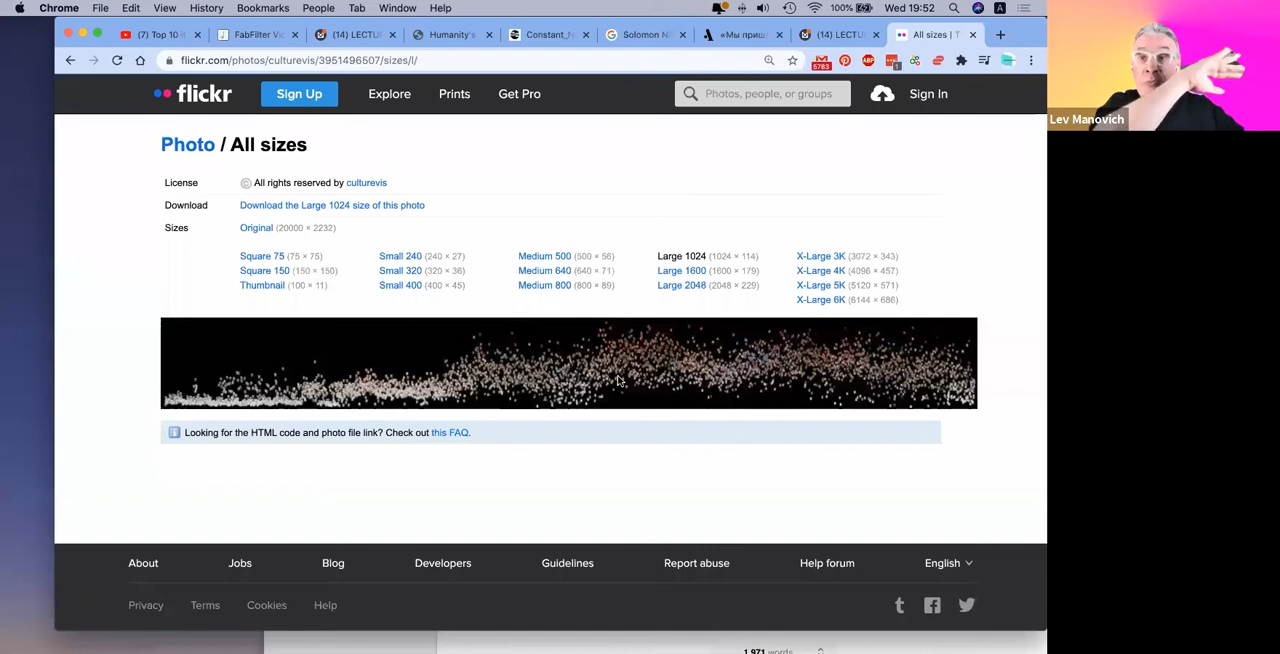 Chrome File Edit View History Bookmarks People Tab Window Help 100% Wed 19:52 A
(7) Top 10 i FabFilter Vi (14) LECTU Humanity's Constant_N Solomon N «Мы приш (14) LECTU All sizes | T
flickr.com/photos/culturevis/3951496507/sizes/l/ 5783 ABP 1
flickr Sign Up Explore Prints Get Pro Photos, people, or groups Sign In
Lev Manovich
Photo / All sizes
License © All rights reserved by culturevis
Download Download the Large 1024 size of this photo
Sizes Original (20000 × 2232)
Square 75 (75 × 75) Small 240 (240 × 27) Medium 500 (500 × 56) Large 1024 (1024 × 114) X-Large 3K (3072 × 343)
Square 150 (150 × 150) Small 320 (320 × 36) Medium 640 (640 × 71) Large 1600 (1600 × 179) X-Large 4K (4096 × 457)
Thumbnail (100 × 11) Small 400 (400 × 45) Medium 800 (800 × 89) Large 2048 (2048 × 229) X-Large 5K (5120 × 571)
X-Large 6K (6144 × 686)
Looking for the HTML code and photo file link? Check out this FAQ.
About Jobs Blog Developers Guidelines Report abuse Help forum English
Privacy Terms Cookies Help
1,971 words